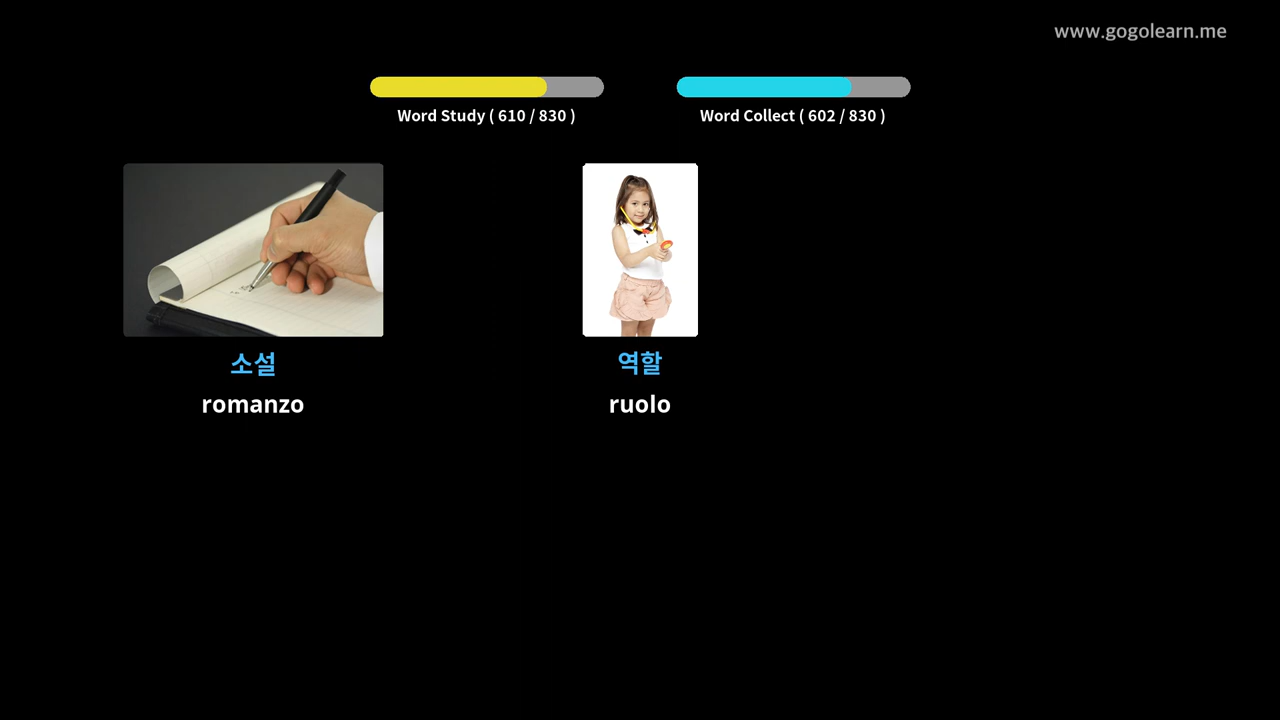 www.gogolearn.me
Word Study ( 610 / 830 )
Word Collect ( 602 / 830 )
소설
romanzo
역할
ruolo